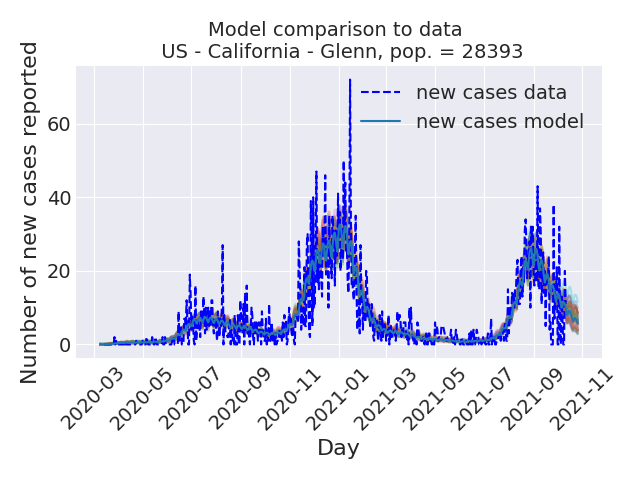 Model comparison to data
US - California - Glenn, pop. = 28393
Number of new cases reported
60
40
20
0
new cases data
new cases model
2020-03
2020-05
2020-07
2020-09
2020-11
2021-01
2021-03
2021-05
2021-07
2021-09
2021-11
Day